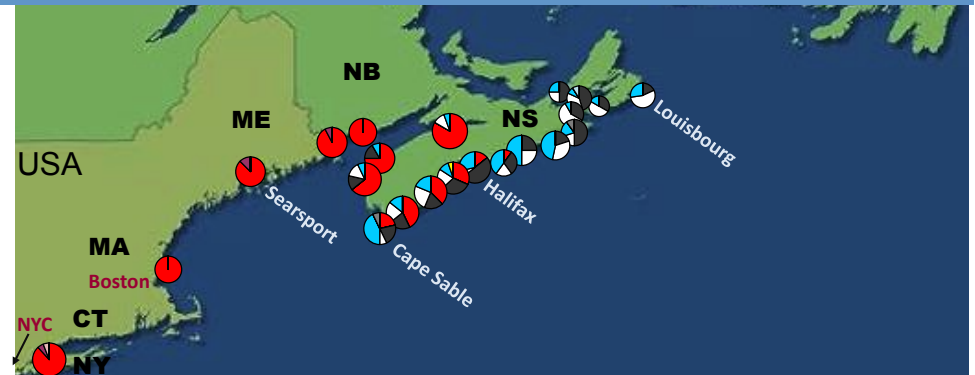 NB
ME
NS
USA
Louisbourg
Halifax
Searsport
MA
Cape Sable
Boston
CT
NYC
NY